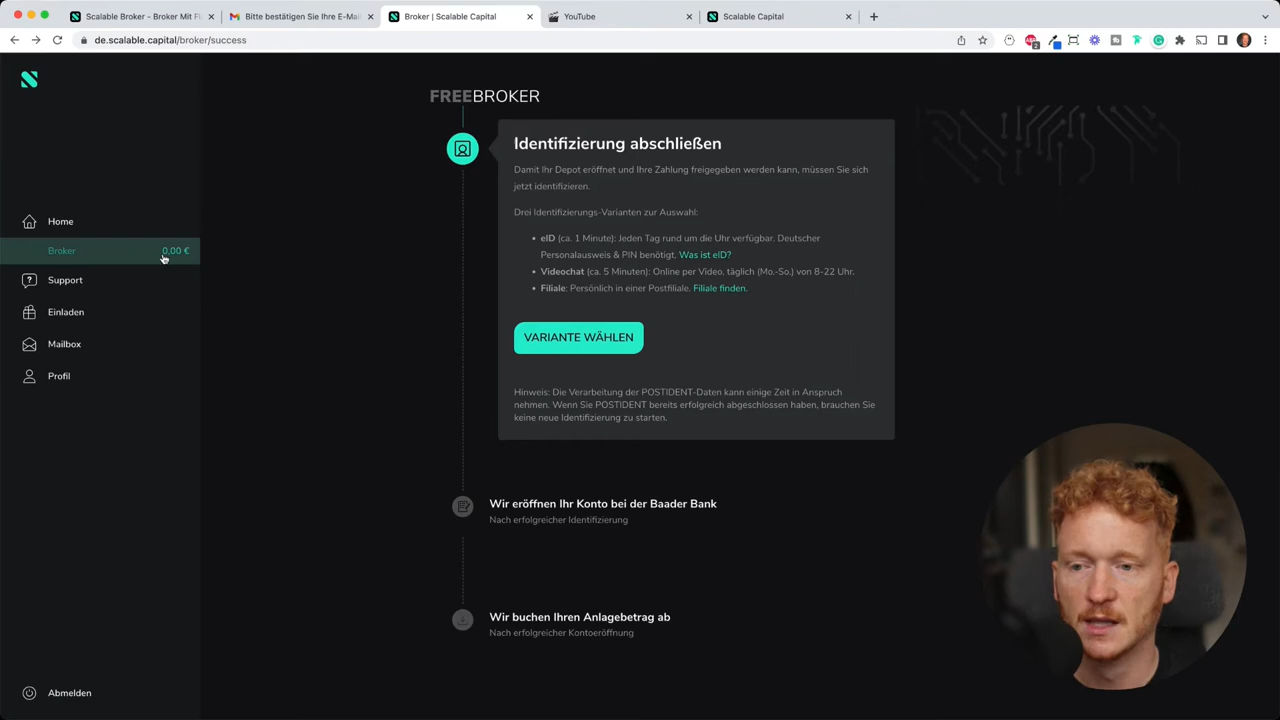 Scalable Broker - Broker Mit Fl
Bitte bestätigen Sie Ihre E-Mail
Broker | Scalable Capital
YouTube
Scalable Capital
de.scalable.capital/broker/success
FREEBROKER
Identifizierung abschließen
Damit Ihr Depot eröffnet und Ihre Zahlung freigegeben werden kann, müssen Sie sich
jetzt identifizieren.
Home
Drei Identifizierungs-Varianten zur Auswahl:
eID (ca. 1 Minute): Jeden Tag rund um die Uhr verfügbar. Deutscher
Broker 0,00 €
Personalausweis & PIN benötigt. Was ist eID?
Videochat (ca. 5 Minuten): Online per Video, täglich (Mo.-So.) von 8-22 Uhr.
Support
Filiale: Persönlich in einer Postfiliale. Filiale finden.
Einladen
VARIANTE WÄHLEN
Mailbox
Profil
Hinweis: Die Verarbeitung der POSTIDENT-Daten kann einige Zeit in Anspruch
nehmen. Wenn Sie POSTIDENT bereits erfolgreich abgeschlossen haben, brauchen Sie
keine neue Identifizierung zu starten.
Wir eröffnen Ihr Konto bei der Baader Bank
Nach erfolgreicher Identifizierung
Wir buchen Ihren Anlagebetrag ab
Nach erfolgreicher Kontoeröffnung
Abmelden